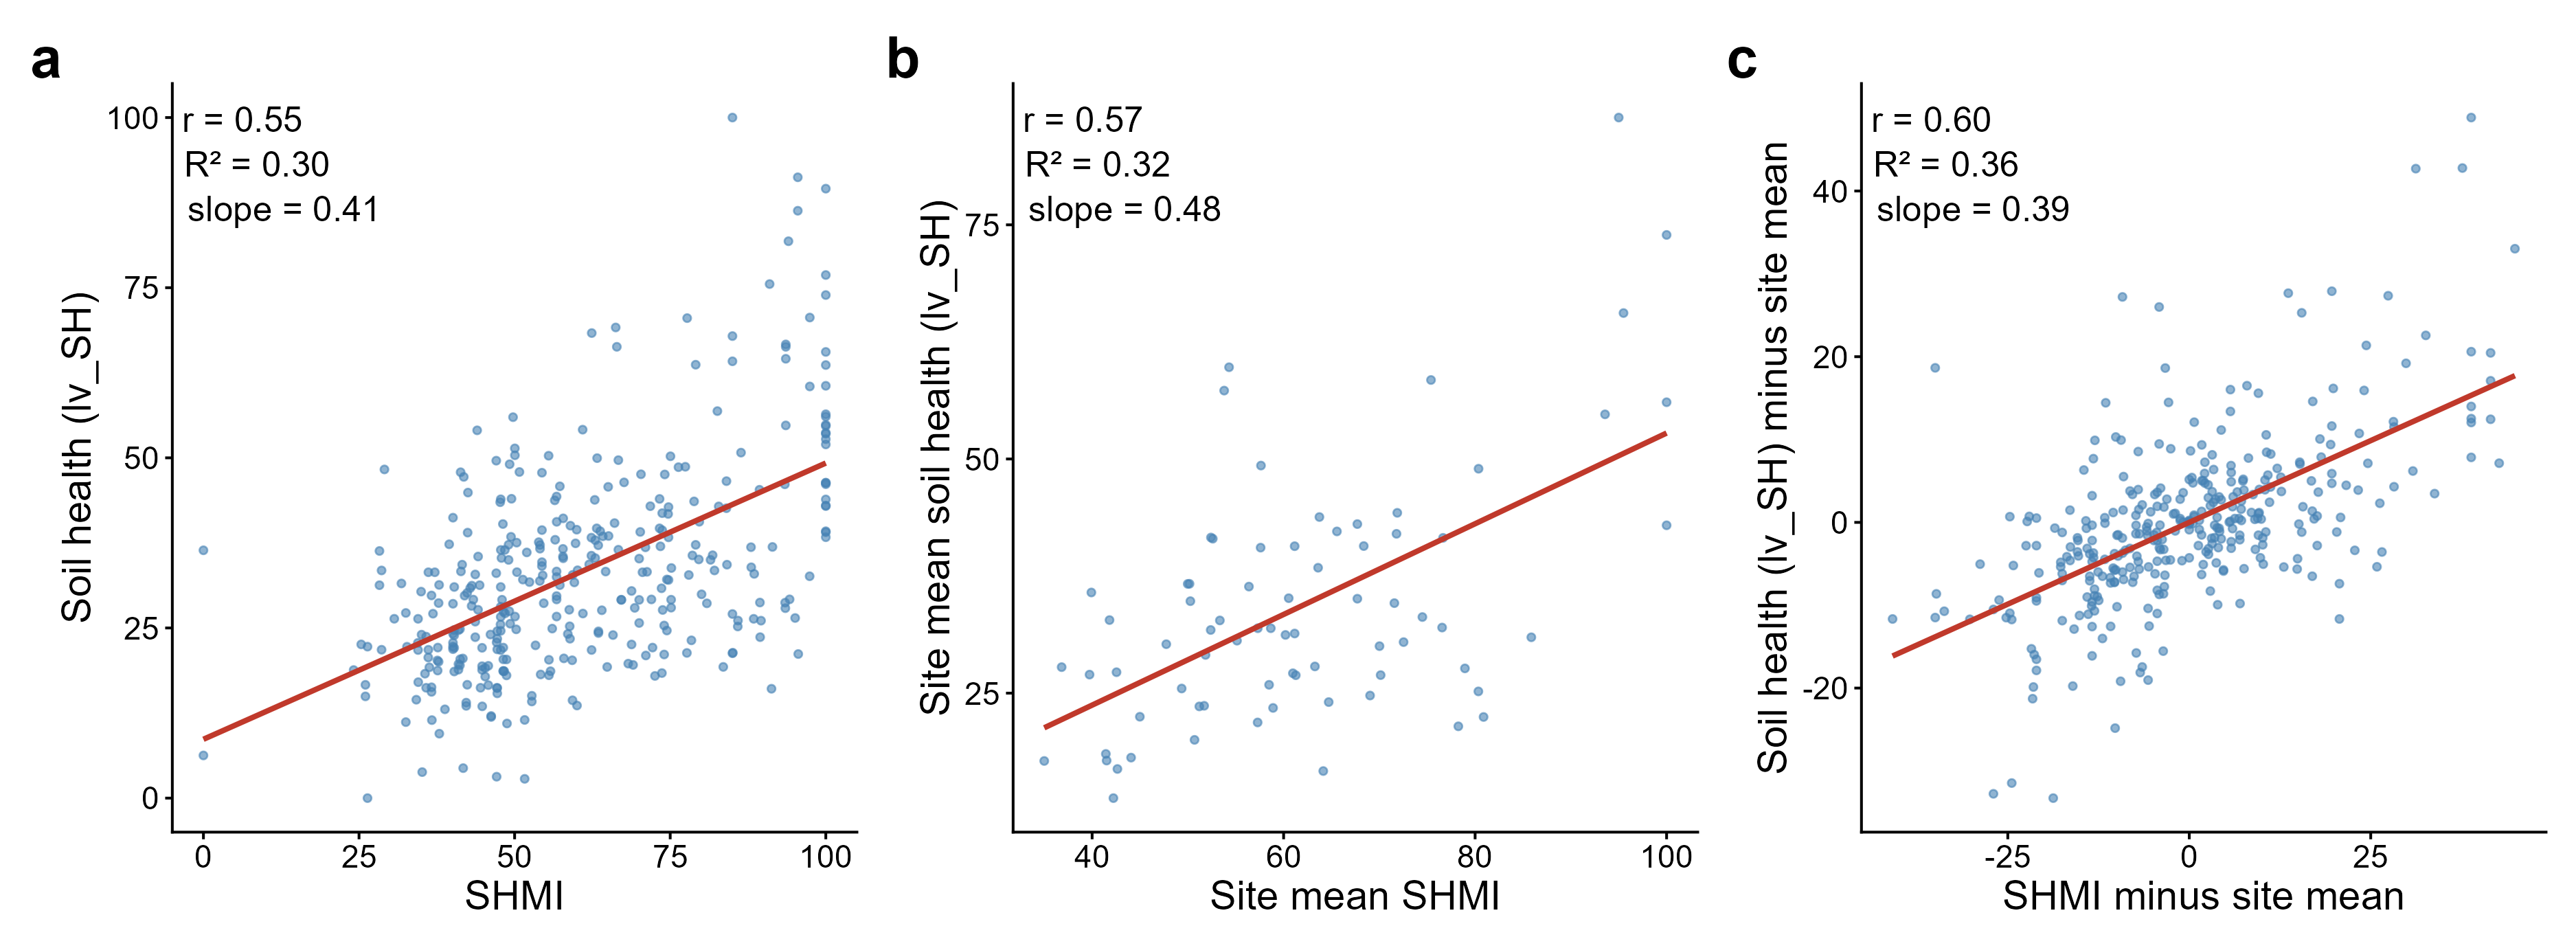 a
r = 0.55
R² = 0.30
slope = 0.41
Soil health (lv_SH)
100
75
50
25
0
0 25 50 75 100
SHMI
b
r = 0.57
R² = 0.32
slope = 0.48
Site mean soil health (lv_SH)
75
50
25
40 60 80 100
Site mean SHMI
c
r = 0.60
R² = 0.36
slope = 0.39
Soil health (lv_SH) minus site mean
40
20
0
-20
-25 0 25
SHMI minus site mean